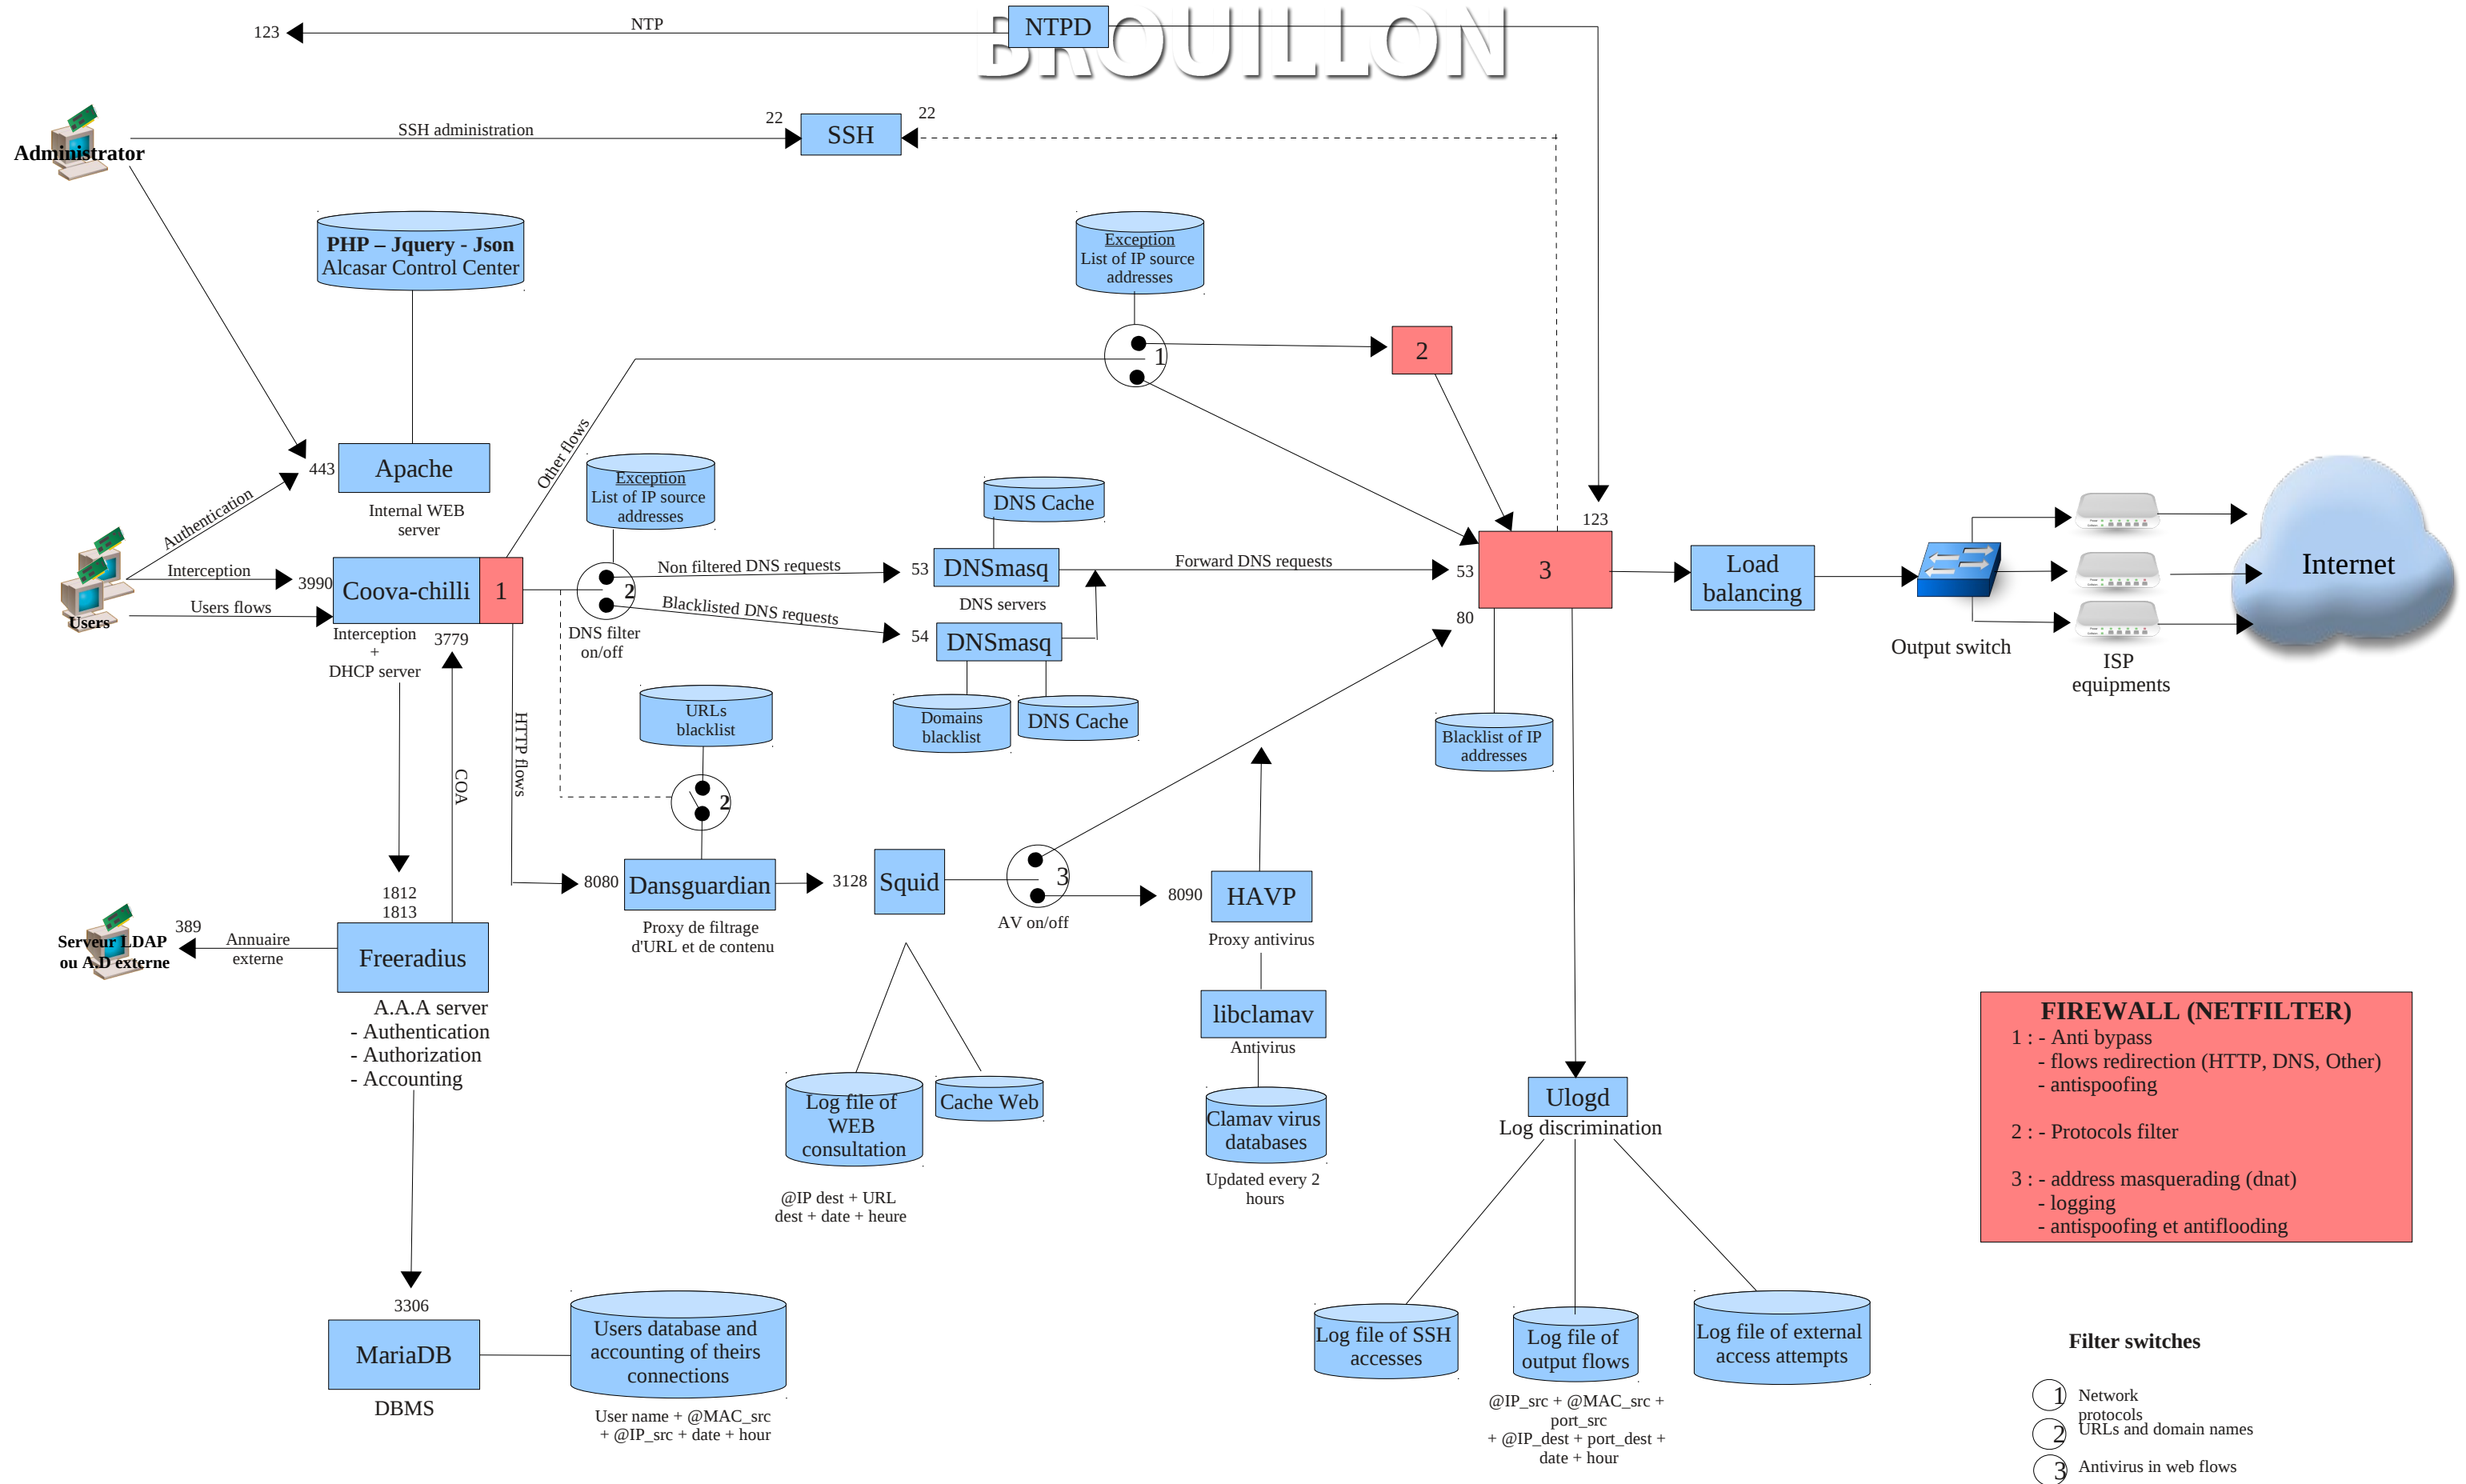 BROUILLON
NTP
NTPD
123
22
22
SSH administration
SSH
Administrator
PHP – Jquery - Json
Alcasar Control Center
Exception
List of IP source
addresses
1
2
Other flows
443
Apache
Internal WEB
server
Authentication
Exception
List of IP source
addresses
DNS Cache
123
Interception
3990
Coova-chilli
1
Users flows
Users
Interception
+
DHCP server
3779
2
DNS filter
on/off
Non filtered DNS requests
53
DNSmasq
DNS servers
Blacklisted DNS requests
54
DNSmasq
Forward DNS requests
53
80
3
Load
balancing
Output switch
ISP
equipments
Internet
Domains
blacklist
DNS Cache
URLs
blacklist
2
Blacklist of IP
addresses
HTTP flows
COA
1812
1813
8080
Dansguardian
Proxy de filtrage
d'URL et de contenu
3128
Squid
3
AV on/off
8090
HAVP
Proxy antivirus
Serveur LDAP
ou A.D externe
389
Annuaire
externe
Freeradius
A.A.A server
- Authentication
- Authorization
- Accounting
libclamav
Antivirus
Log file of
WEB
consultation
Cache Web
@IP dest + URL
dest + date + heure
Clamav virus
databases
Updated every 2
hours
Ulogd
Log discrimination
FIREWALL (NETFILTER)
1 : - Anti bypass
- flows redirection (HTTP, DNS, Other)
- antispoofing
2 : - Protocols filter
3 : - address masquerading (dnat)
- logging
- antispoofing et antiflooding
3306
MariaDB
DBMS
Users database and
accounting of theirs
connections
User name + @MAC_src
+ @IP_src + date + hour
Log file of SSH
accesses
Log file of
output flows
@IP_src + @MAC_src +
port_src
+ @IP_dest + port_dest +
date + hour
Log file of external
access attempts
Filter switches
1 Network
protocols
2 URLs and domain names
3 Antivirus in web flows